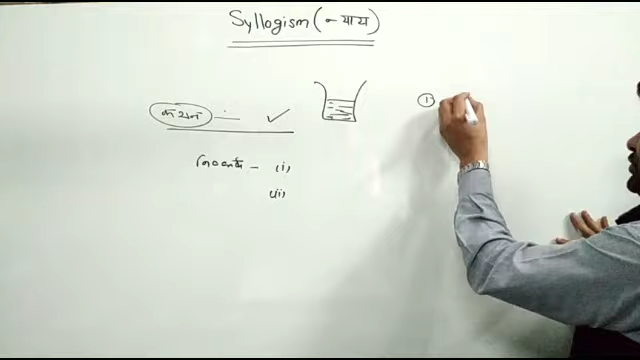 Syllogism (न्याय)
कथन :- ✓
निष्कर्ष - (i)
(ii)
①